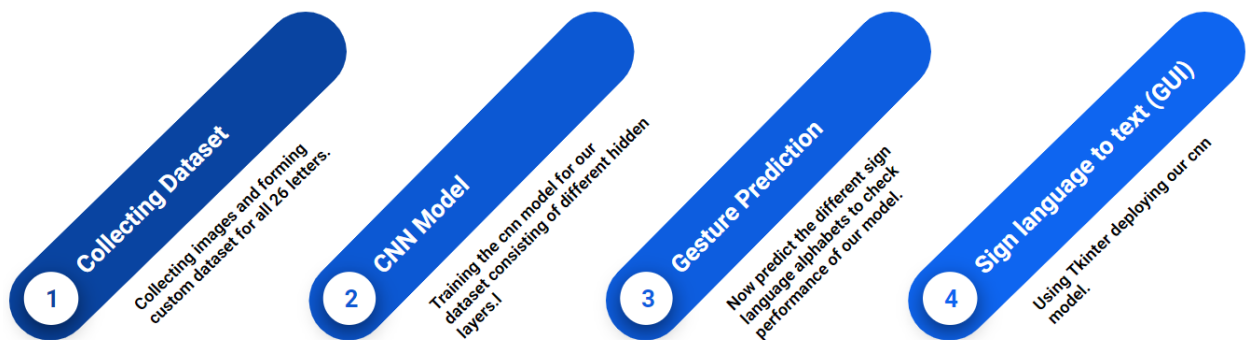 1
Collecting Dataset
Collecting images and forming
custom dataset for all 26 letters.
2
CNN Model
Training the cnn model for our
dataset consisting of different hidden
layers.l
3
Gesture Prediction
Now predict the different sign
language alphabets to check
performance of our model.
4
Sign language to text (GUI)
Using Tkinter deploying our cnn
model.